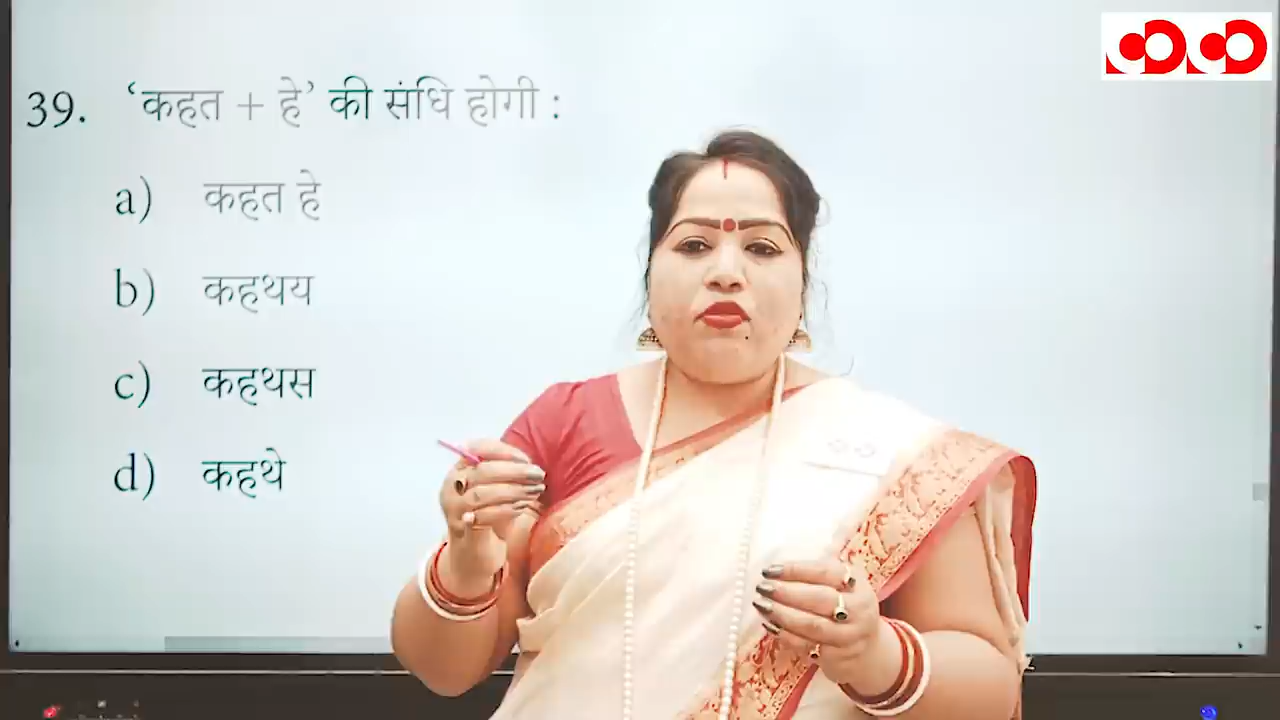 39. ‘कहत + हे’ की संधि होगी :
a) कहत हे
b) कहथय
c) कहथस
d) कहथे